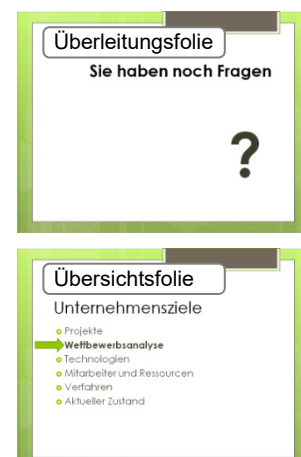 Überleitungsfolie
Sie haben noch Fragen
?
Übersichtsfolie
Unternehmensziele
Projekte
Wettbewerbsanalyse
Technologien
Mitarbeiter und Ressourcen
Verfahren
Aktueller Zustand